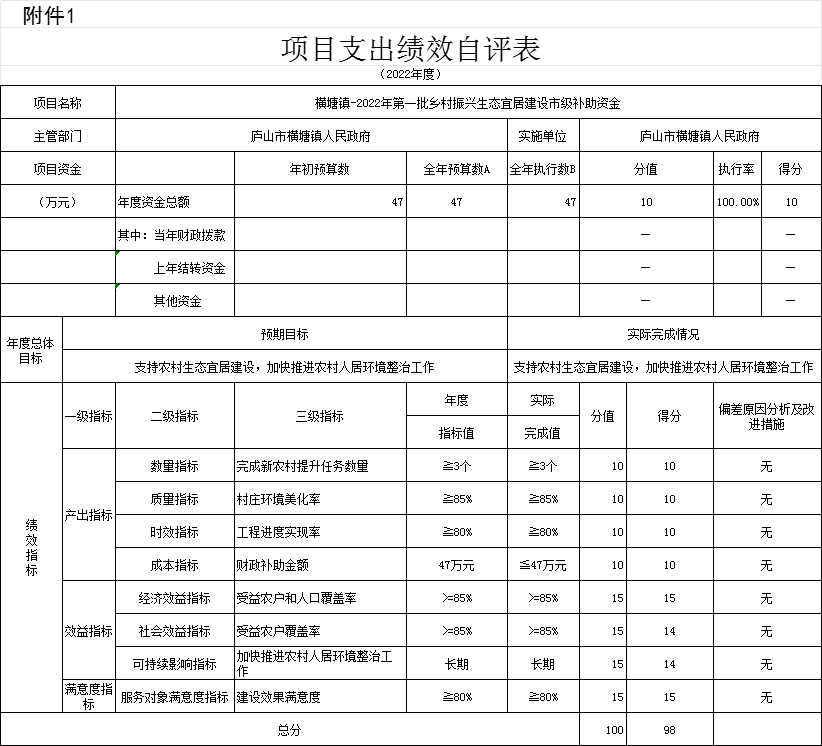 附件1
项目支出绩效自评表
（2022年度）
项目名称 横塘镇-2022年第一批乡村振兴生态宜居建设市级补助资金
主管部门 庐山市横塘镇人民政府 实施单位 庐山市横塘镇人民政府
项目资金 年初预算数 全年预算数A 全年执行数B 分值 执行率 得分
（万元） 年度资金总额 47 47 47 10 100.00% 10
其中：当年财政拨款 — —
上年结转资金 — —
其他资金 — —
年度总体
目标
预期目标 实际完成情况
支持农村生态宜居建设，加快推进农村人居环境整治工作 支持农村生态宜居建设，加快推进农村人居环境整治工作
绩
效
指
标
一级指标 二级指标 三级指标
年度
指标值
实际
完成值
分值 得分
偏差原因分析及改
进措施
产出指标
数量指标 完成新农村提升任务数量 ≧3个 ≧3个 10 10 无
质量指标 村庄环境美化率 ≧85% ≧85% 10 10 无
时效指标 工程进度实现率 ≧80% ≧80% 10 10 无
成本指标 财政补助金额 47万元 ≦47万元 10 10 无
效益指标
经济效益指标 受益农户和人口覆盖率 >=85% >=85% 15 15 无
社会效益指标 受益农户覆盖率 >=85% >=85% 15 14 无
可持续影响指标 加快推进农村人居环境整治工
作 长期 长期 15 14 无
满意度指
标
服务对象满意度指标 建设效果满意度 ≧80% ≧80% 15 15 无
总分 100 98